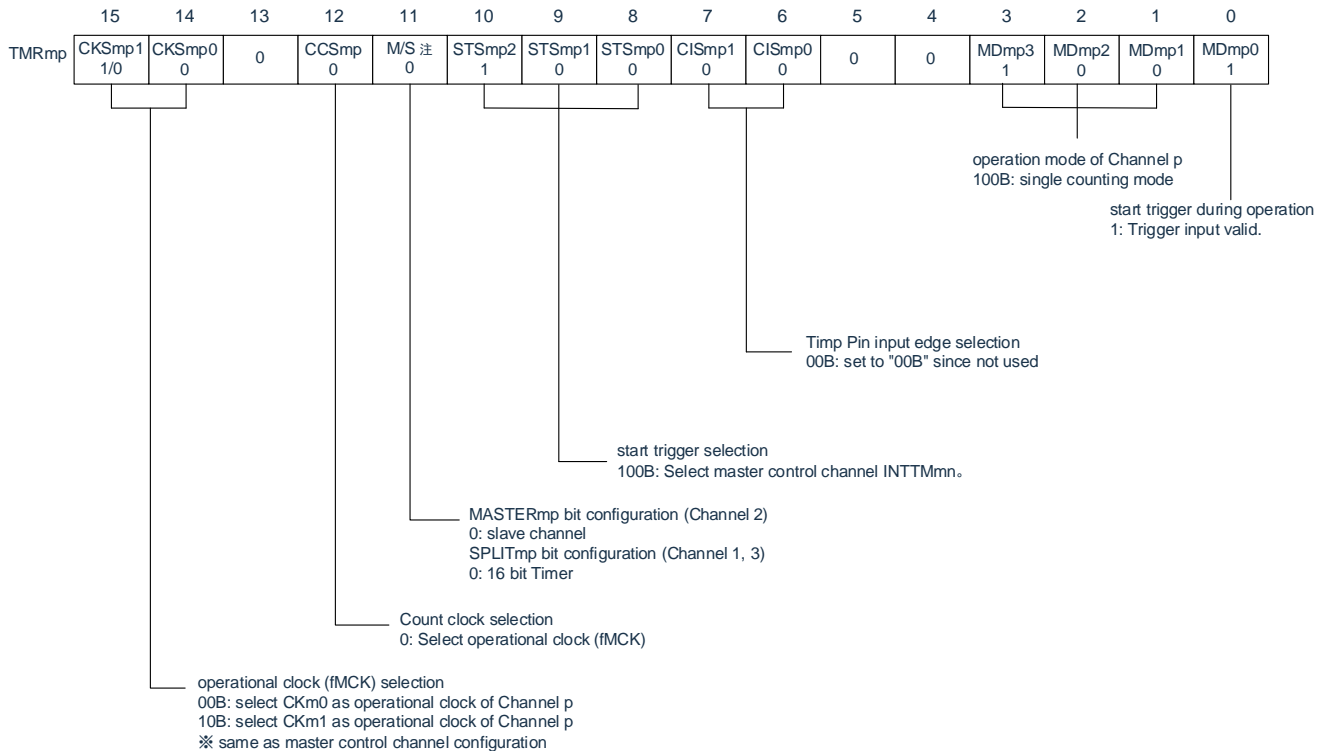 15 14 13 12 11 10 9 8 7 6 5 4 3 2 1 0
TMRmp
CKSmp1 CKSmp0 0 CCSmp M/S 注 STSmp2 STSmp1 STSmp0 CISmp1 CISmp0 0 0 MDmp3 MDmp2 MDmp1 MDmp0
1/0 0 0 0 1 0 0 0 0 1 0 0 1
operation mode of Channel p
100B: single counting mode
start trigger during operation
1: Trigger input valid.
Timp Pin input edge selection
00B: set to "00B" since not used
start trigger selection
100B: Select master control channel INTTMmn。
MASTERmp bit configuration (Channel 2)
0: slave channel
SPLITmp bit configuration (Channel 1, 3)
0: 16 bit Timer
Count clock selection
0: Select operational clock (fMCK)
operational clock (fMCK) selection
00B: select CKm0 as operational clock of Channel p
10B: select CKm1 as operational clock of Channel p
※ same as master control channel configuration